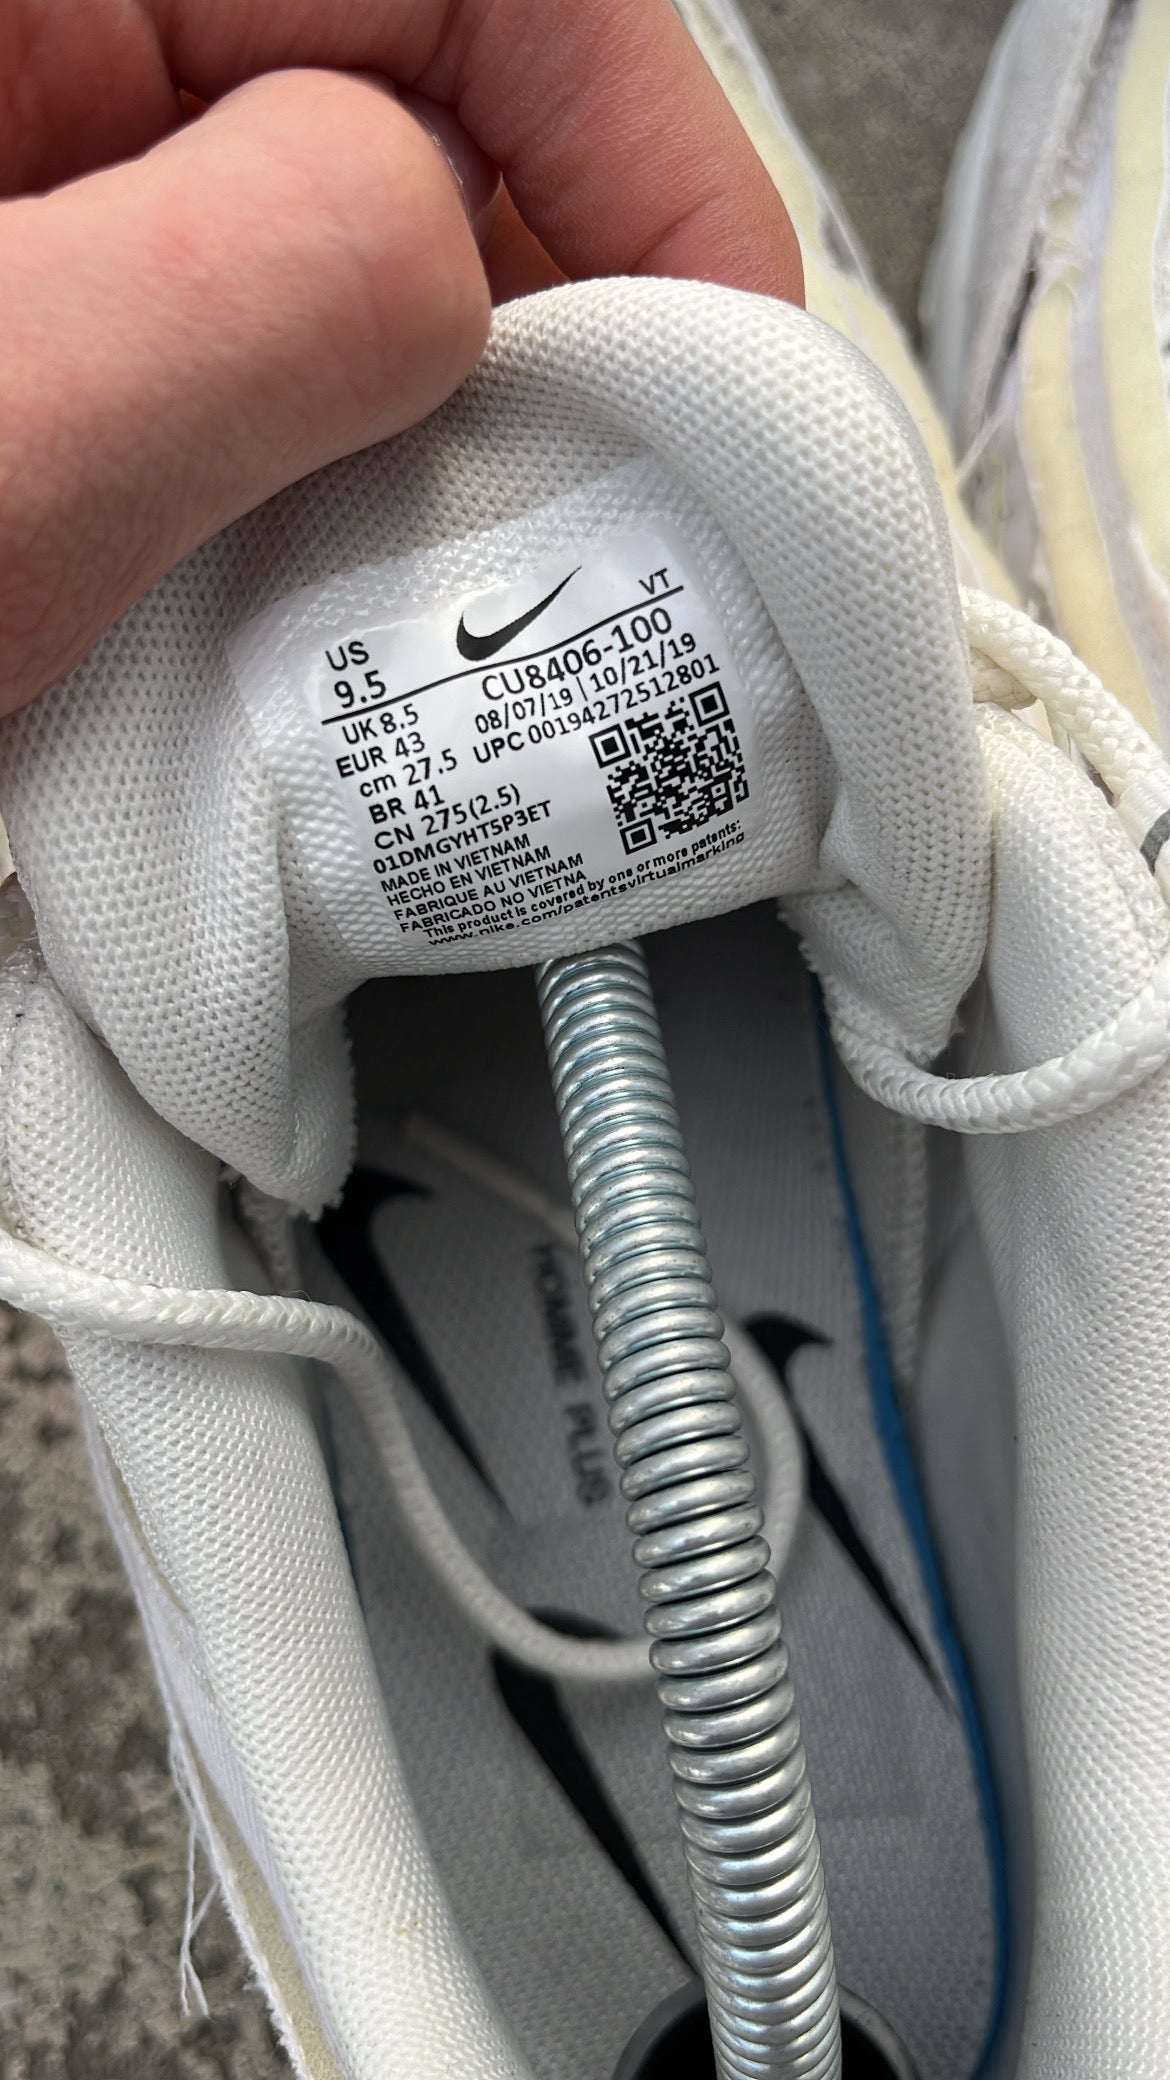 US
9.5
VT
UK 8.5
CU8406-100
EUR 43
08/07/19 | 10/21/19
cm 27.5
UPC 00194272512801
BR 41
CN 275(2.5)
01DMGYHT5P3ET
MADE IN VIETNAM
HECHO EN VIETNAM
FABRIQUE AU VIETNAM
FABRICADO NO VIETNA
This product is covered by one or more patents:
www.nike.com/patentsvirtualmarking
HOMME PLUS